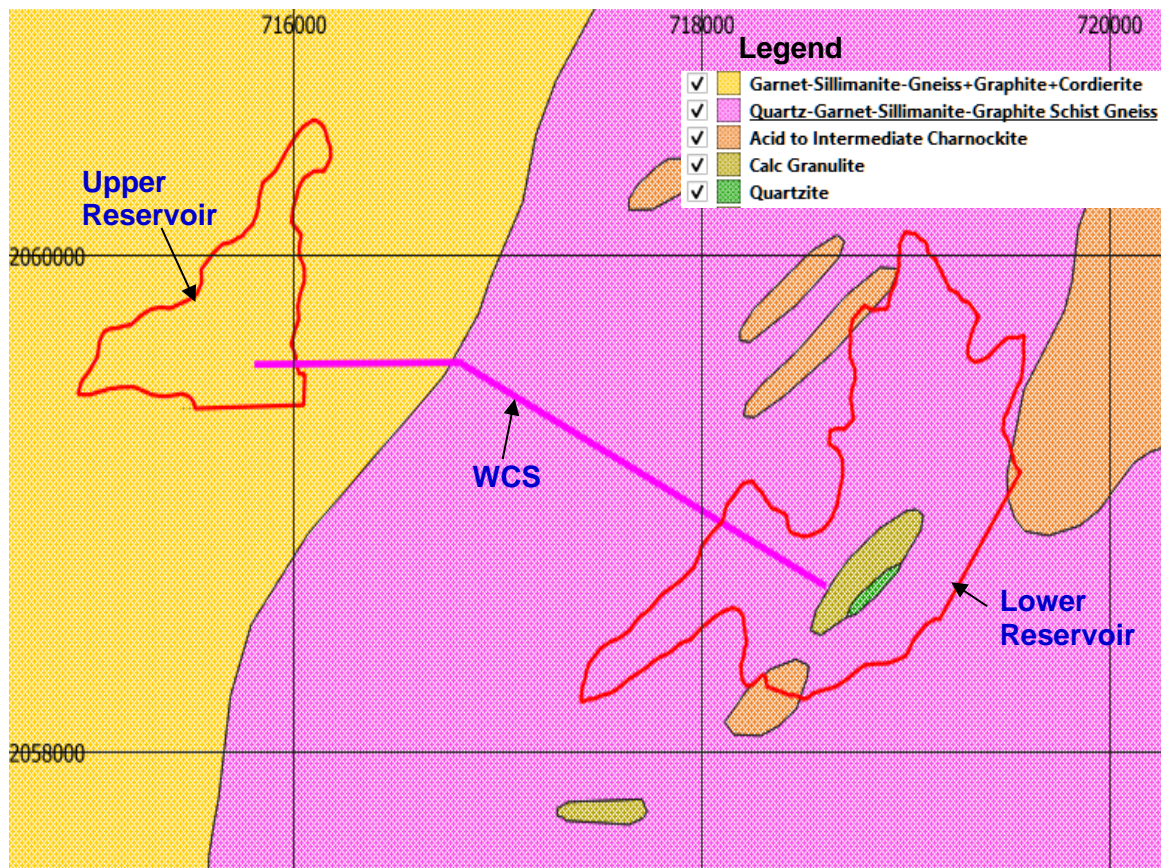 716000
718000
720000
Legend
Garnet-Sillimanite-Gneiss+Graphite+Cordierite
Quartz-Garnet-Sillimanite-Graphite Schist Gneiss
Acid to Intermediate Charnockite
Calc Granulite
Quartzite
Upper
Reservoir
2060000
WCS
Lower
Reservoir
2058000